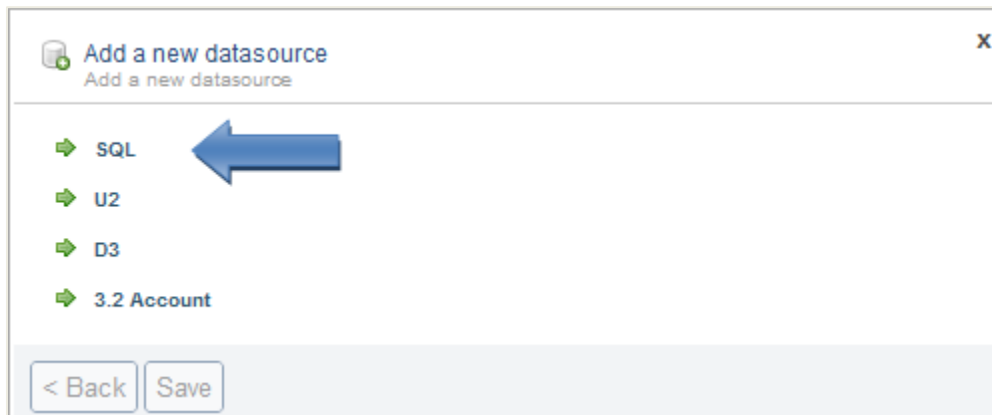 Add a new datasource
x
Add a new datasource
SQL
U2
D3
3.2 Account
< Back
Save